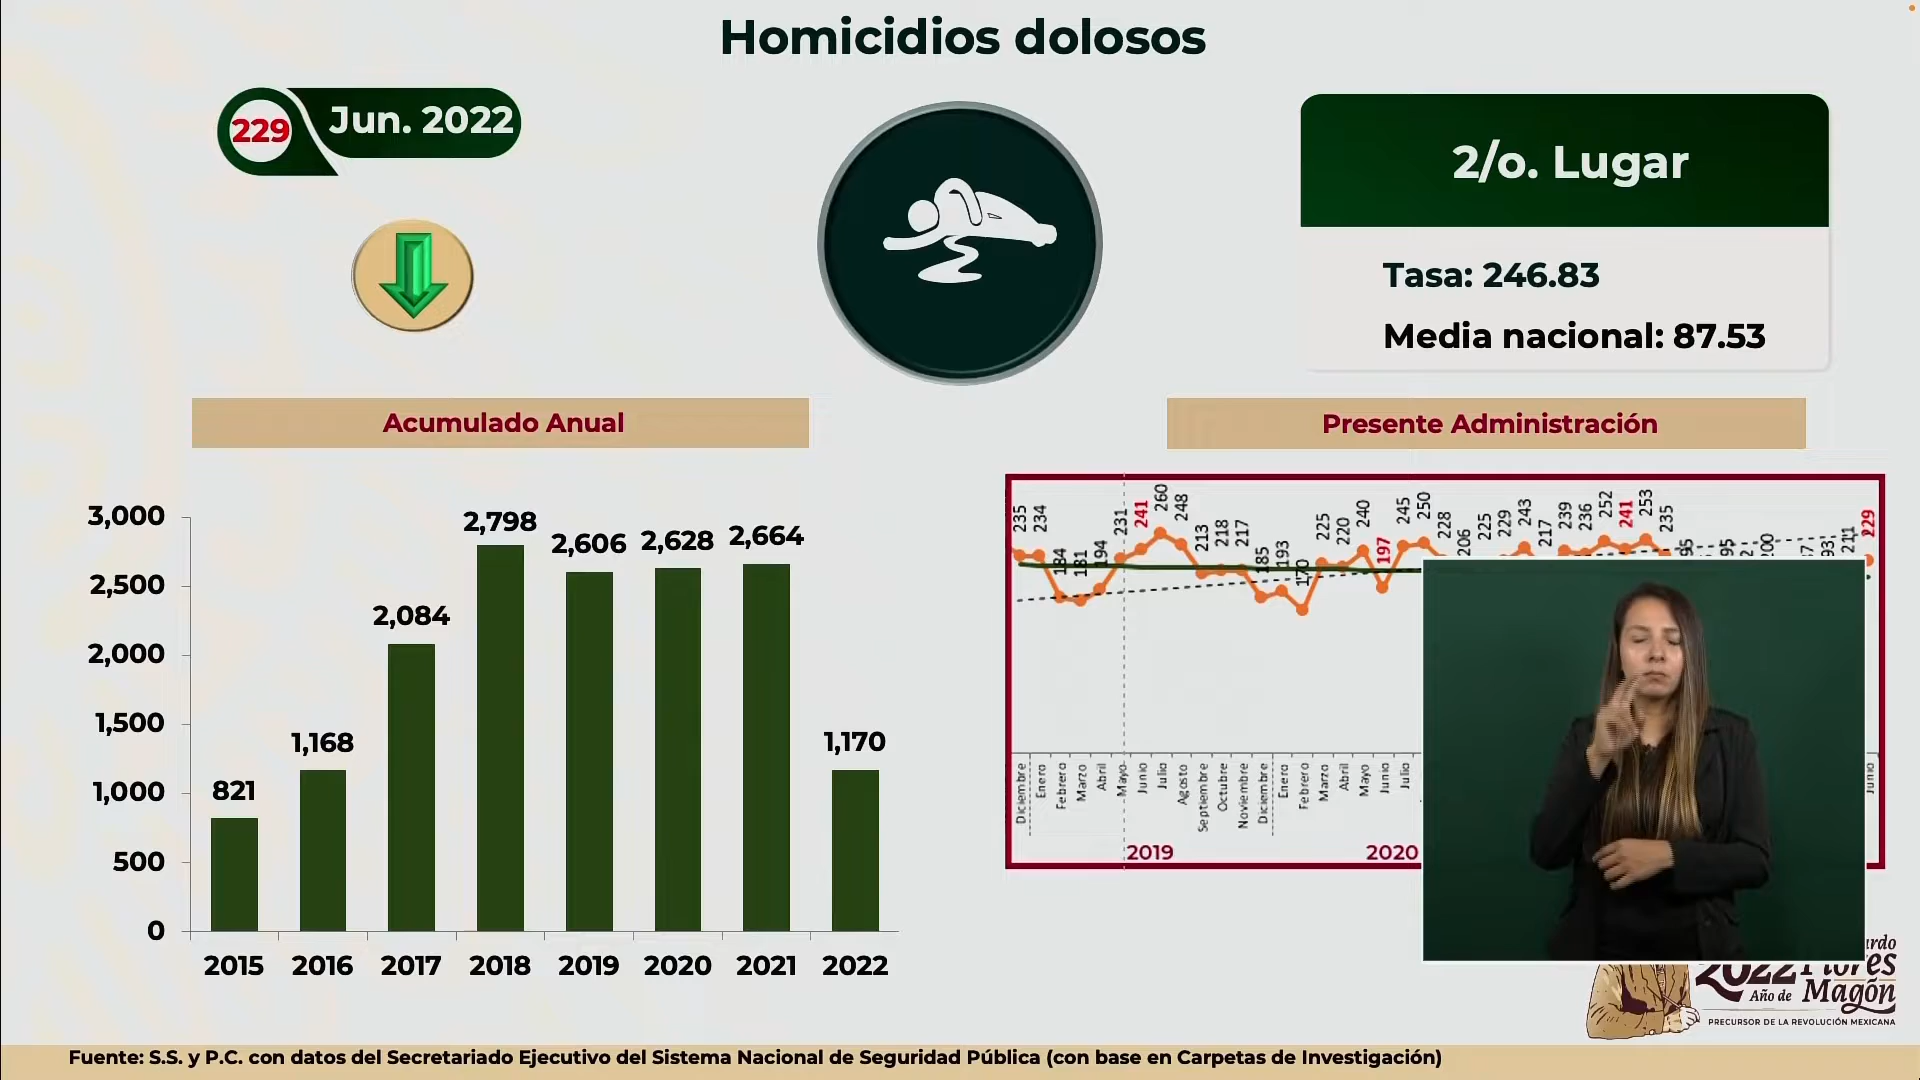 Homicidios dolosos
229
Jun. 2022
2/o. Lugar
Tasa: 246.83
Media nacional: 87.53
Acumulado Anual
3,000
2,500
2,000
1,500
1,000
500
0
821
1,168
2,084
2,798
2,606
2,628
2,664
1,170
2015
2016
2017
2018
2019
2020
2021
2022
Presente Administración
235
234
184
181
194
231
241
260
248
213
218
217
185
193
170
225
220
240
197
245
250
228
206
225
229
243
217
239
236
252
241
253
235
200
211
229
Diciembre
Enero
Febrero
Marzo
Abril
Mayo
Junio
Julio
Agosto
Septiembre
Octubre
Noviembre
Diciembre
Enero
Febrero
Marzo
Abril
Mayo
Junio
Julio
Junio
2019
2020
2022 Flores
Año de Magón
PRECURSOR DE LA REVOLUCIÓN MEXICANA
Fuente: S.S. y P.C. con datos del Secretariado Ejecutivo del Sistema Nacional de Seguridad Pública (con base en Carpetas de Investigación)